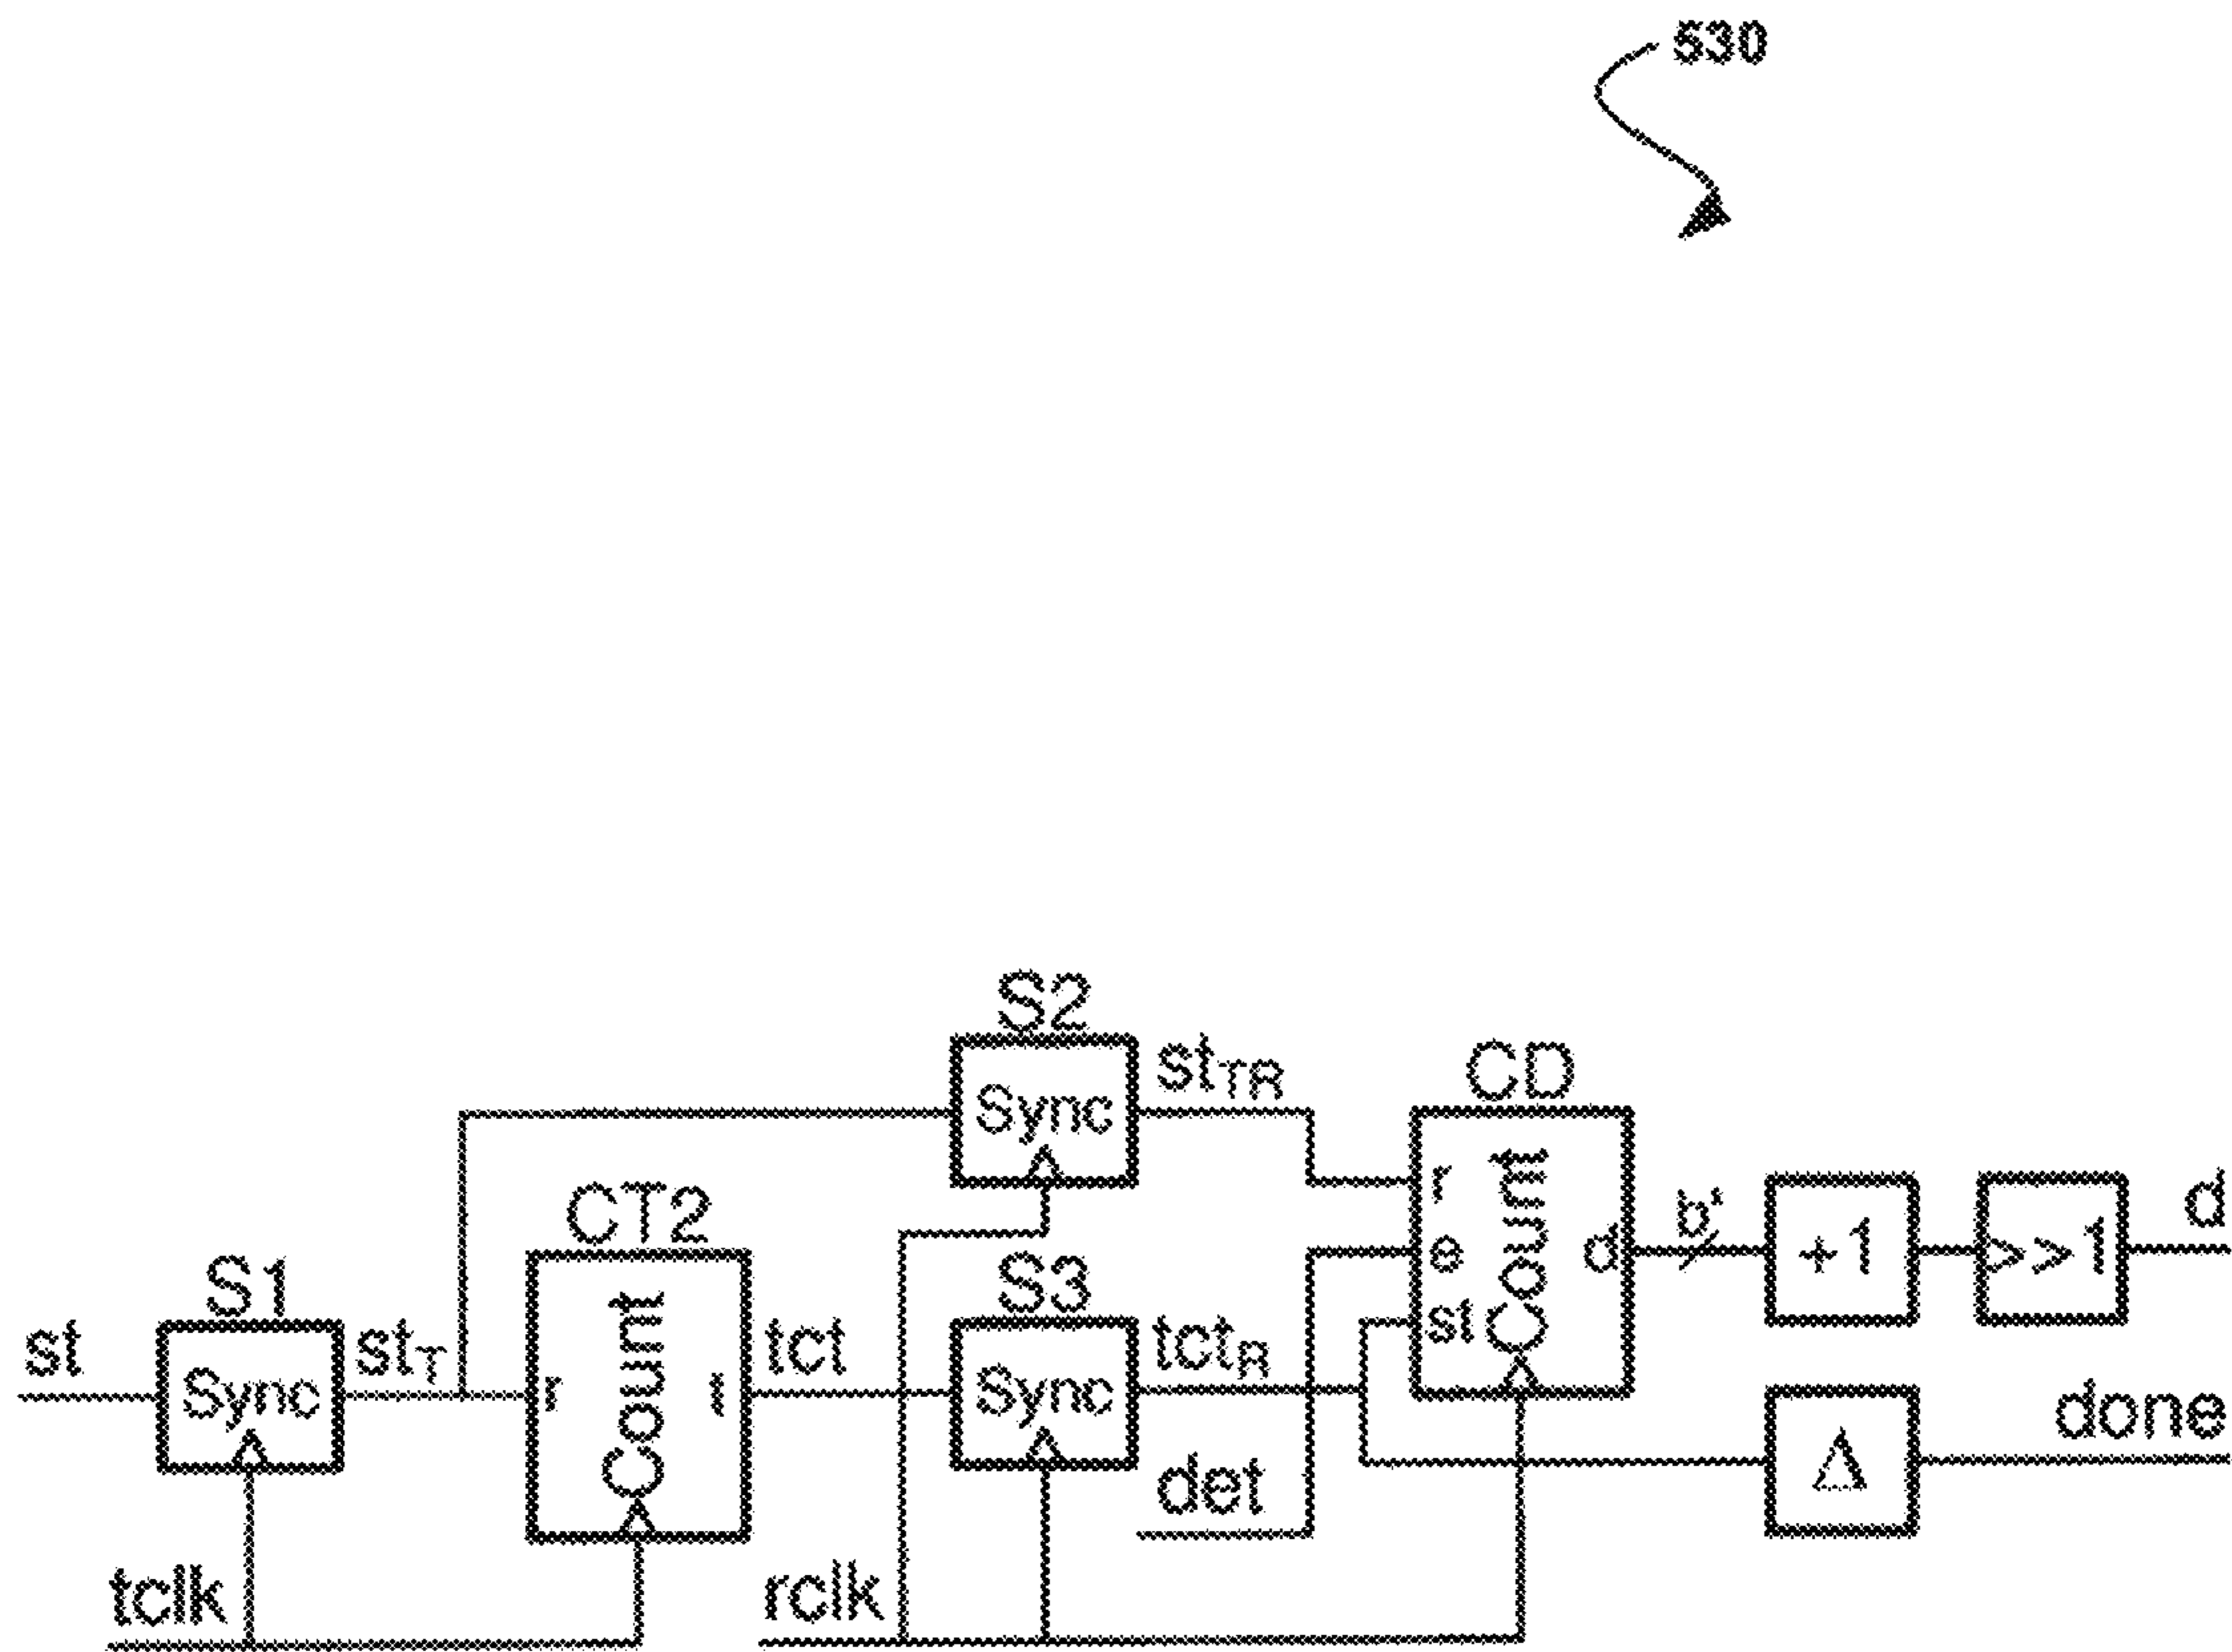 530
S2
Sync
st_TR
CD
Count
r
e
st
d
b'
+1
>>1
d
CT2
Count
r
t
S1
Sync
st
st_T
tct
S3
Sync
tct_R
det
Δ
done
tclk
rclk